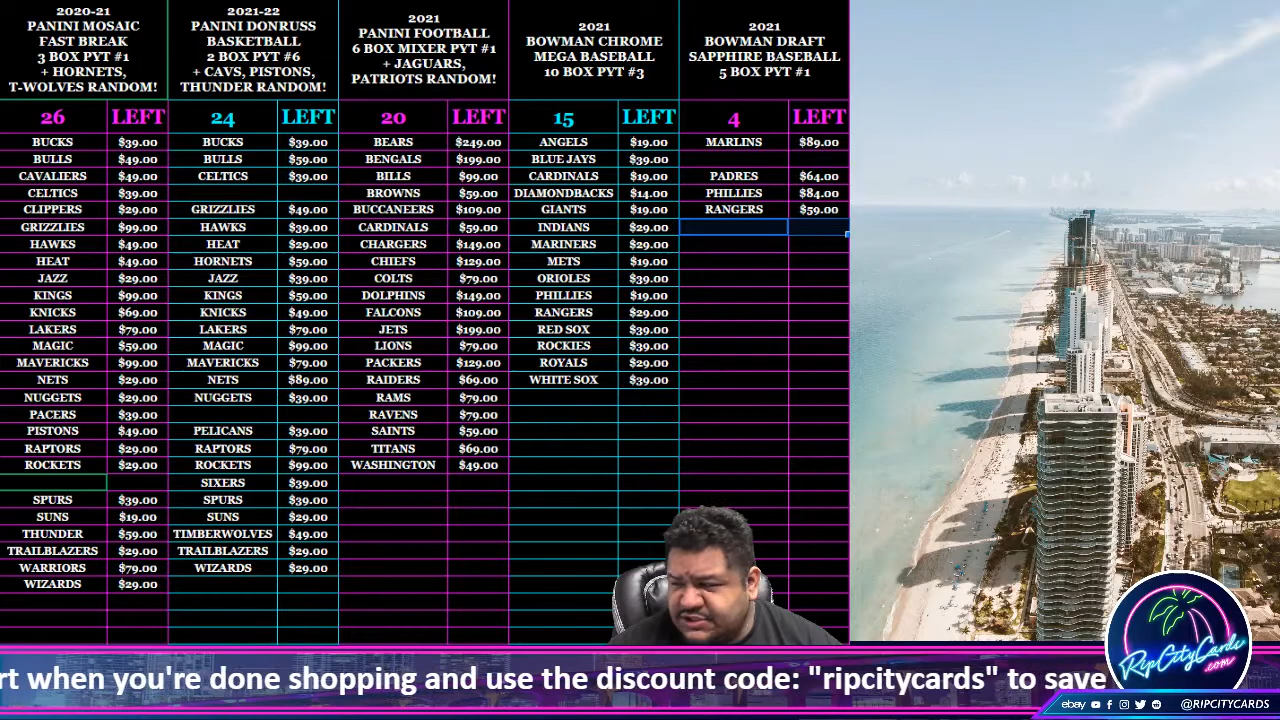 2020-21
PANINI MOSAIC
FAST BREAK
3 BOX PYT #1
+ HORNETS,
T-WOLVES RANDOM!
26 LEFT
BUCKS $39.00
BULLS $49.00
CAVALIERS $49.00
CELTICS $39.00
CLIPPERS $29.00
GRIZZLIES $99.00
HAWKS $49.00
HEAT $49.00
JAZZ $29.00
KINGS $99.00
KNICKS $69.00
LAKERS $79.00
MAGIC $59.00
MAVERICKS $99.00
NETS $29.00
NUGGETS $29.00
PACERS $39.00
PISTONS $49.00
RAPTORS $29.00
ROCKETS $29.00
SPURS $39.00
SUNS $19.00
THUNDER $59.00
TRAILBLAZERS $29.00
WARRIORS $79.00
WIZARDS $29.00
2021-22
PANINI DONRUSS
BASKETBALL
2 BOX PYT #6
+ CAVS, PISTONS,
THUNDER RANDOM!
24 LEFT
BUCKS $39.00
BULLS $59.00
CELTICS $39.00
GRIZZLIES $49.00
HAWKS $39.00
HEAT $29.00
HORNETS $59.00
JAZZ $39.00
KINGS $59.00
KNICKS $49.00
LAKERS $79.00
MAGIC $99.00
MAVERICKS $79.00
NETS $89.00
NUGGETS $39.00
PELICANS $39.00
RAPTORS $79.00
ROCKETS $99.00
SIXERS $39.00
SPURS $39.00
SUNS $29.00
TIMBERWOLVES $49.00
TRAILBLAZERS $29.00
WIZARDS $29.00
2021
PANINI FOOTBALL
6 BOX MIXER PYT #1
+ JAGUARS,
PATRIOTS RANDOM!
20 LEFT
BEARS $249.00
BENGALS $199.00
BILLS $99.00
BROWNS $59.00
BUCCANEERS $109.00
CARDINALS $59.00
CHARGERS $149.00
CHIEFS $129.00
COLTS $79.00
DOLPHINS $149.00
FALCONS $109.00
JETS $199.00
LIONS $79.00
PACKERS $129.00
RAIDERS $69.00
RAMS $79.00
RAVENS $79.00
SAINTS $59.00
TITANS $69.00
WASHINGTON $49.00
2021
BOWMAN CHROME
MEGA BASEBALL
10 BOX PYT #3
15 LEFT
ANGELS $19.00
BLUE JAYS $39.00
CARDINALS $19.00
DIAMONDBACKS $14.00
GIANTS $19.00
INDIANS $29.00
MARINERS $29.00
METS $19.00
ORIOLES $39.00
PHILLIES $19.00
RANGERS $29.00
RED SOX $39.00
ROCKIES $39.00
ROYALS $29.00
WHITE SOX $39.00
2021
BOWMAN DRAFT
SAPPHIRE BASEBALL
5 BOX PYT #1
4 LEFT
MARLINS $89.00
PADRES $64.00
PHILLIES $84.00
RANGERS $59.00
rt when you're done shopping and use the discount code: "ripcitycards" to save
RipCityCards
.com
ebay @RIPCITYCARDS